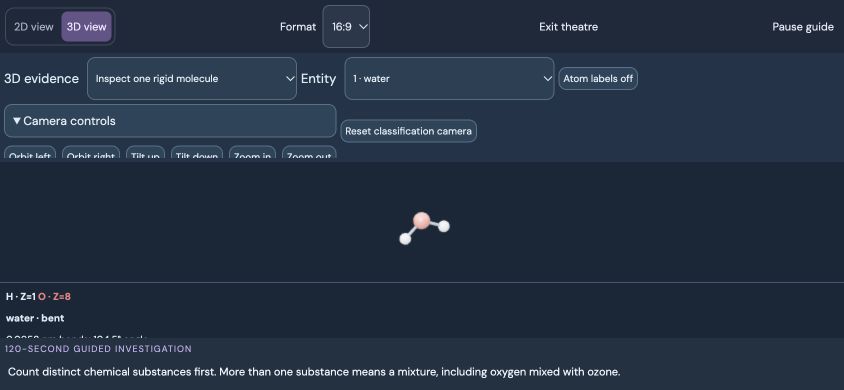 2D view 3D view Format 16:9 Exit theatre Pause guide
3D evidence Inspect one rigid molecule Entity 1 · water Atom labels off
▼ Camera controls Reset classification camera
Orbit left Orbit right Tilt up Tilt down Zoom in Zoom out
H · Z=1 O · Z=8
water · bent
120-SECOND GUIDED INVESTIGATION
Count distinct chemical substances first. More than one substance means a mixture, including oxygen mixed with ozone.